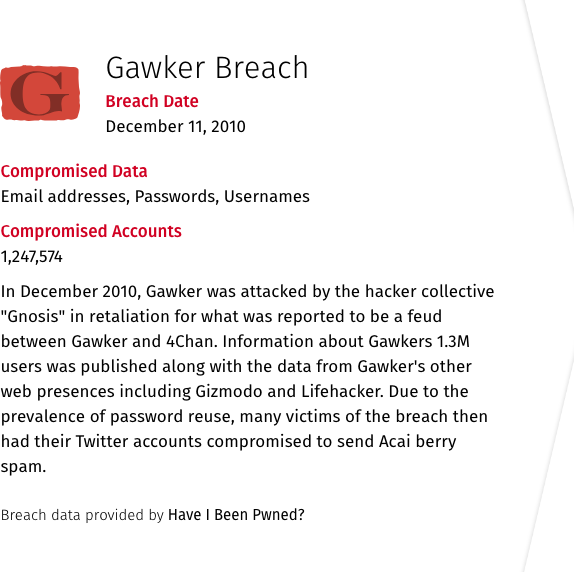 G
Gawker Breach
Breach Date
December 11, 2010
Compromised Data
Email addresses, Passwords, Usernames
Compromised Accounts
1,247,574
In December 2010, Gawker was attacked by the hacker collective
"Gnosis" in retaliation for what was reported to be a feud
between Gawker and 4Chan. Information about Gawkers 1.3M
users was published along with the data from Gawker's other
web presences including Gizmodo and Lifehacker. Due to the
prevalence of password reuse, many victims of the breach then
had their Twitter accounts compromised to send Acai berry
spam.
Breach data provided by Have I Been Pwned?